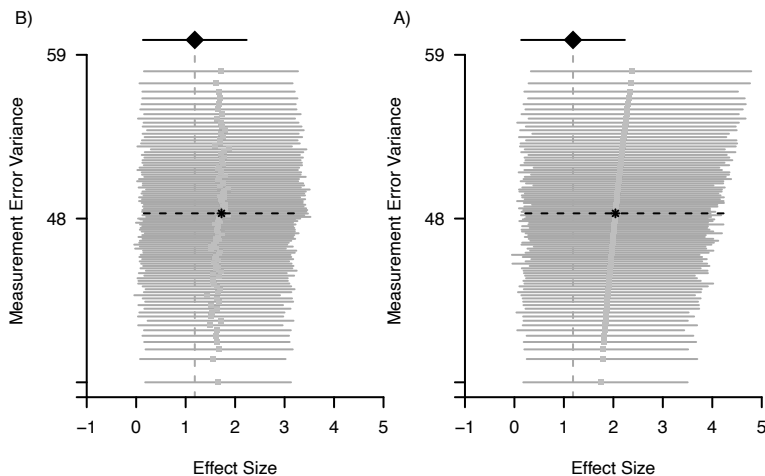 B)
A)
59
59
Measurement Error Variance
Measurement Error Variance
48
48
−1 0 1 2 3 4 5
−1 0 1 2 3 4 5
Effect Size
Effect Size